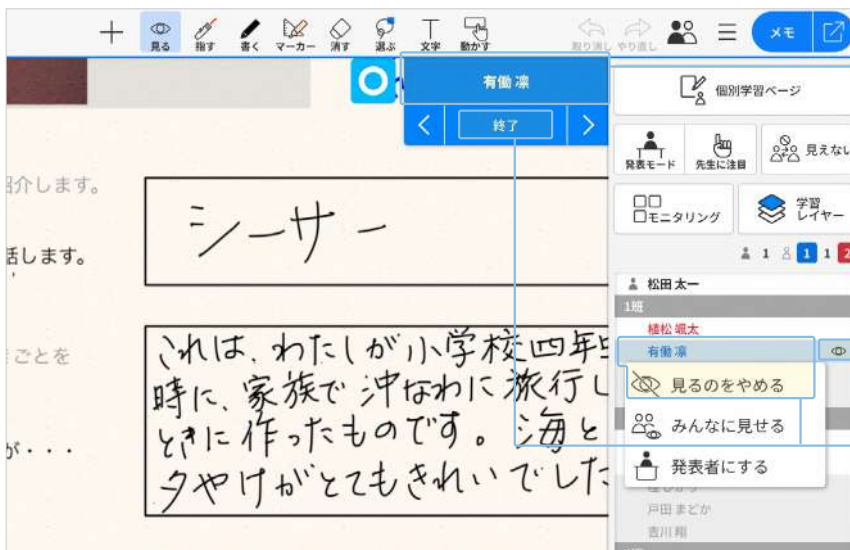 見る
指す
書く
マーカー
消す
選ぶ
文字
動かす
取り消し
やり直し
メモ
有働 凛
終了
個別学習ページ
発表モード
先生に注目
見えない
モニタリング
学習
レイヤー
1 1 1 2
松田 太一
1班
植松 颯太
有働 凛
見るのをやめる
みんなに見せる
発表者にする
戸田 まどか
吉川 翔
紹介します。
シーサー
話します。
ごとを
が・・・
これは、わたしが小学校四年
時に、家族で沖なわに旅行し
ときに作ったものです。海と
夕やけがとてもきれいでした